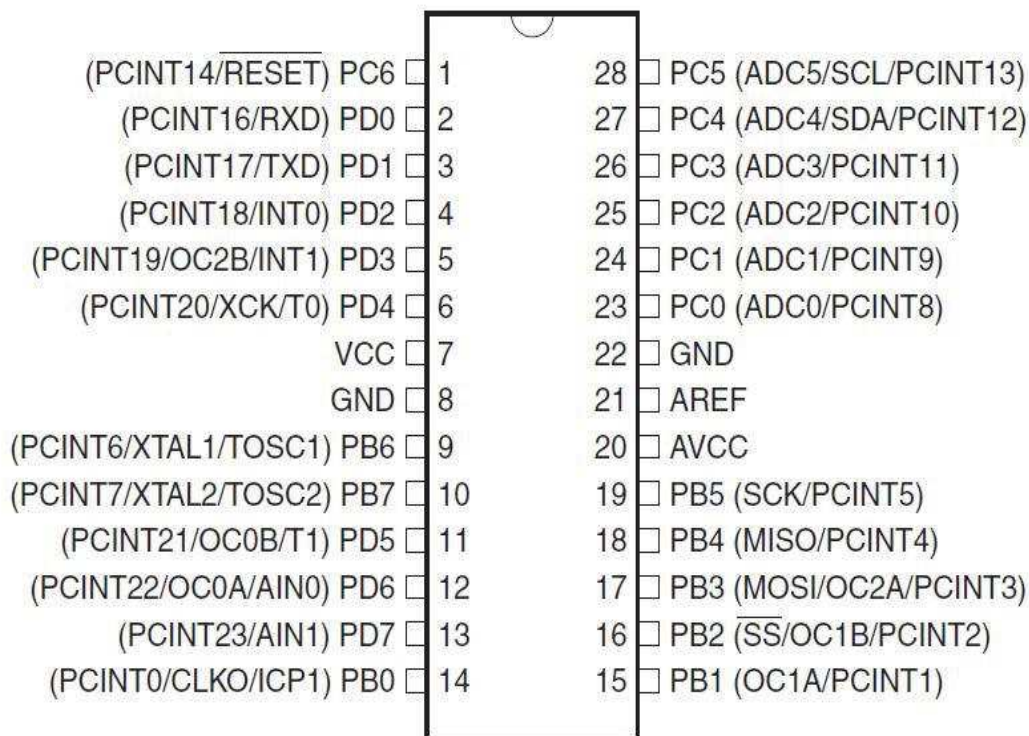 (PCINT14/RESET) PC6 1
(PCINT16/RXD) PD0 2
(PCINT17/TXD) PD1 3
(PCINT18/INT0) PD2 4
(PCINT19/OC2B/INT1) PD3 5
(PCINT20/XCK/T0) PD4 6
VCC 7
GND 8
(PCINT6/XTAL1/TOSC1) PB6 9
(PCINT7/XTAL2/TOSC2) PB7 10
(PCINT21/OC0B/T1) PD5 11
(PCINT22/OC0A/AIN0) PD6 12
(PCINT23/AIN1) PD7 13
(PCINT0/CLKO/ICP1) PB0 14
28 PC5 (ADC5/SCL/PCINT13)
27 PC4 (ADC4/SDA/PCINT12)
26 PC3 (ADC3/PCINT11)
25 PC2 (ADC2/PCINT10)
24 PC1 (ADC1/PCINT9)
23 PC0 (ADC0/PCINT8)
22 GND
21 AREF
20 AVCC
19 PB5 (SCK/PCINT5)
18 PB4 (MISO/PCINT4)
17 PB3 (MOSI/OC2A/PCINT3)
16 PB2 (SS/OC1B/PCINT2)
15 PB1 (OC1A/PCINT1)